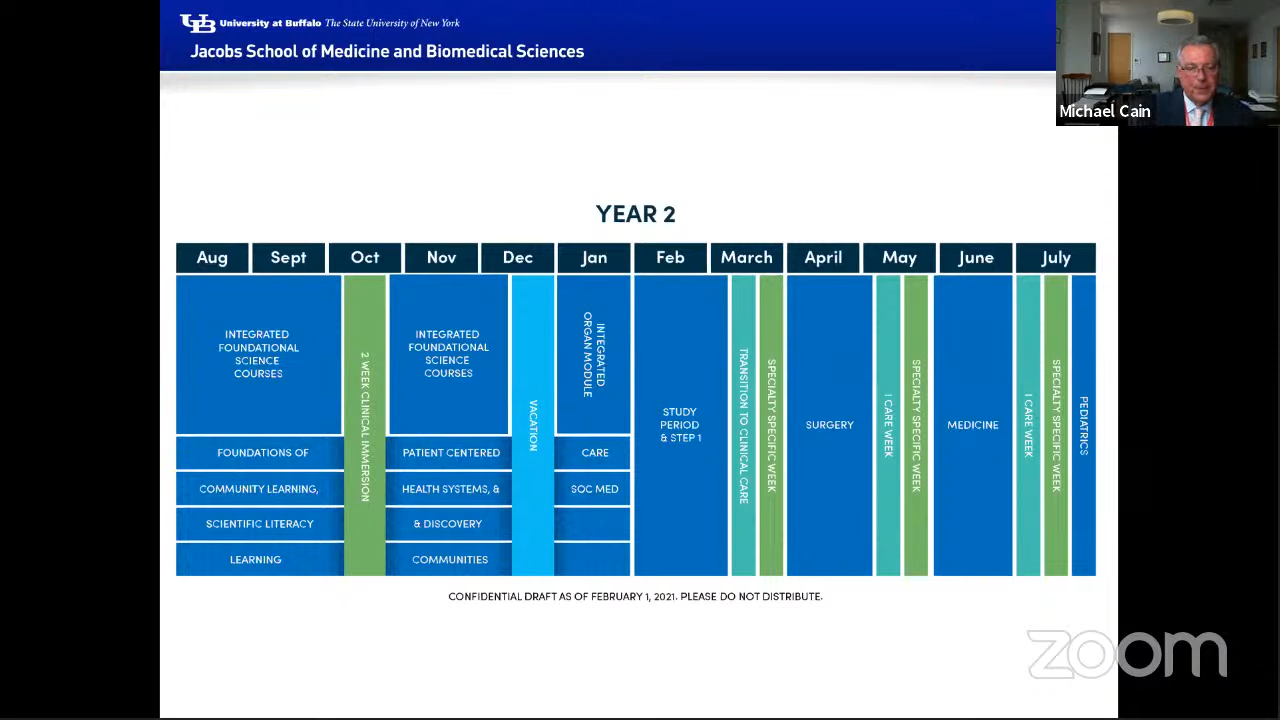 UB University at Buffalo The State University of New York
Jacobs School of Medicine and Biomedical Sciences
Michael Cain
YEAR 2
Aug Sept Oct Nov Dec Jan Feb March April May June July
INTEGRATED
FOUNDATIONAL
SCIENCE
COURSES
2 WEEK CLINICAL IMMERSION
INTEGRATED
FOUNDATIONAL
SCIENCE
COURSES
VACATION
INTEGRATED
ORGAN MODULE
FOUNDATIONS OF PATIENT CENTERED CARE
COMMUNITY LEARNING, HEALTH SYSTEMS, & SOC MED
SCIENTIFIC LITERACY & DISCOVERY
LEARNING COMMUNITIES
STUDY
PERIOD
& STEP 1
TRANSITION TO CLINICAL CARE
SPECIALTY SPECIFIC WEEK
SURGERY
I CARE WEEK
SPECIALTY SPECIFIC WEEK
MEDICINE
I CARE WEEK
SPECIALTY SPECIFIC WEEK
PEDIATRICS
CONFIDENTIAL DRAFT AS OF FEBRUARY 1, 2021. PLEASE DO NOT DISTRIBUTE.
zoom